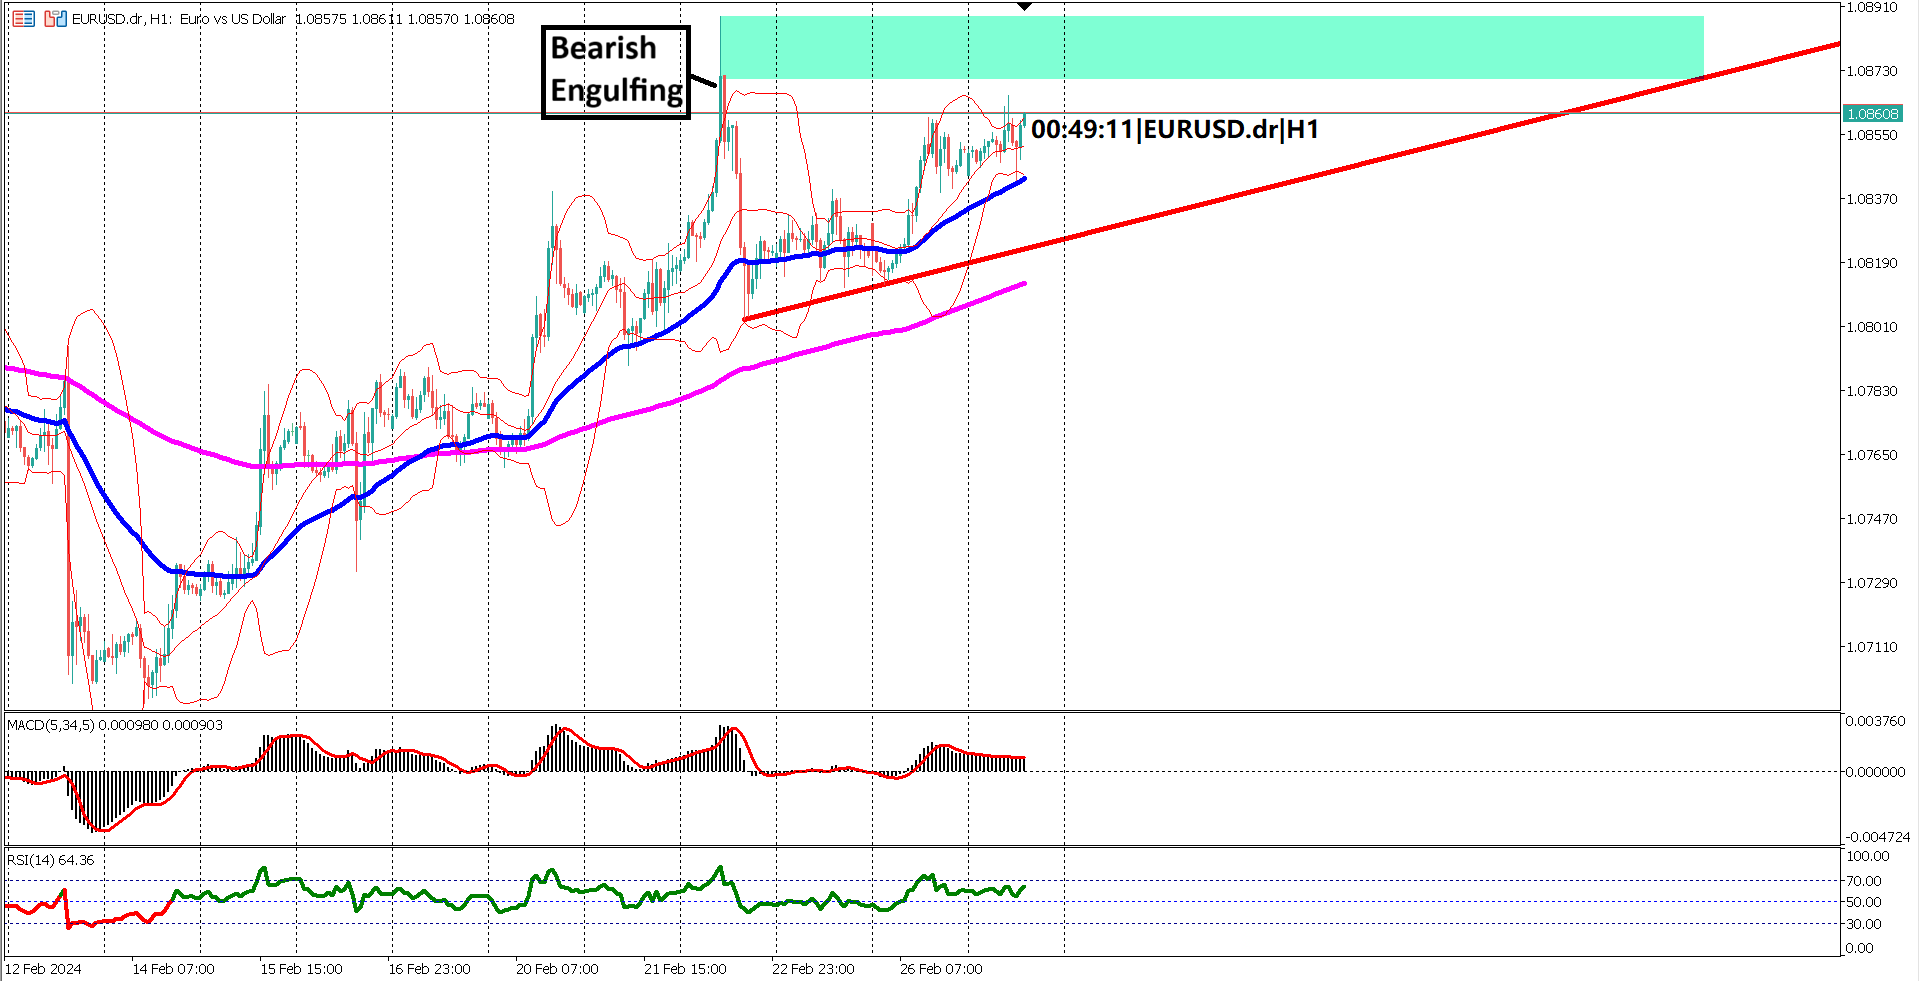 EURUSD.dr, H1: Euro vs US Dollar 1.08575 1.08611 1.08570 1.08608
Bearish
Engulfing
00:49:11|EURUSD.dr|H1
1.08910
1.08730
1.08608
1.08550
1.08370
1.08190
1.08010
1.07830
1.07650
1.07470
1.07290
1.07110
MACD(5,34,5) 0.000980 0.000903
0.003760
0.000000
-0.004724
RSI(14) 64.36
100.00
70.00
50.00
30.00
0.00
12 Feb 2024 14 Feb 07:00 15 Feb 15:00 16 Feb 23:00 20 Feb 07:00 21 Feb 15:00 22 Feb 23:00 26 Feb 07:00